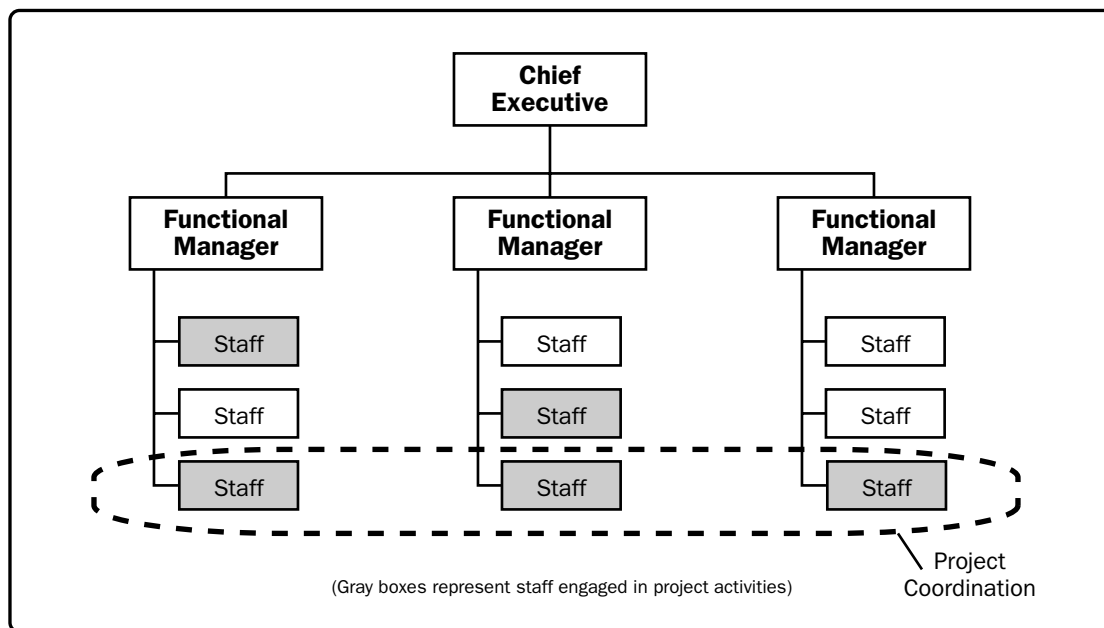 Chief
Executive
Functional
Manager
Functional
Manager
Functional
Manager
Staff
Staff
Staff
Staff
Staff
Staff
Staff
Staff
Staff
Project
Coordination
(Gray boxes represent staff engaged in project activities)